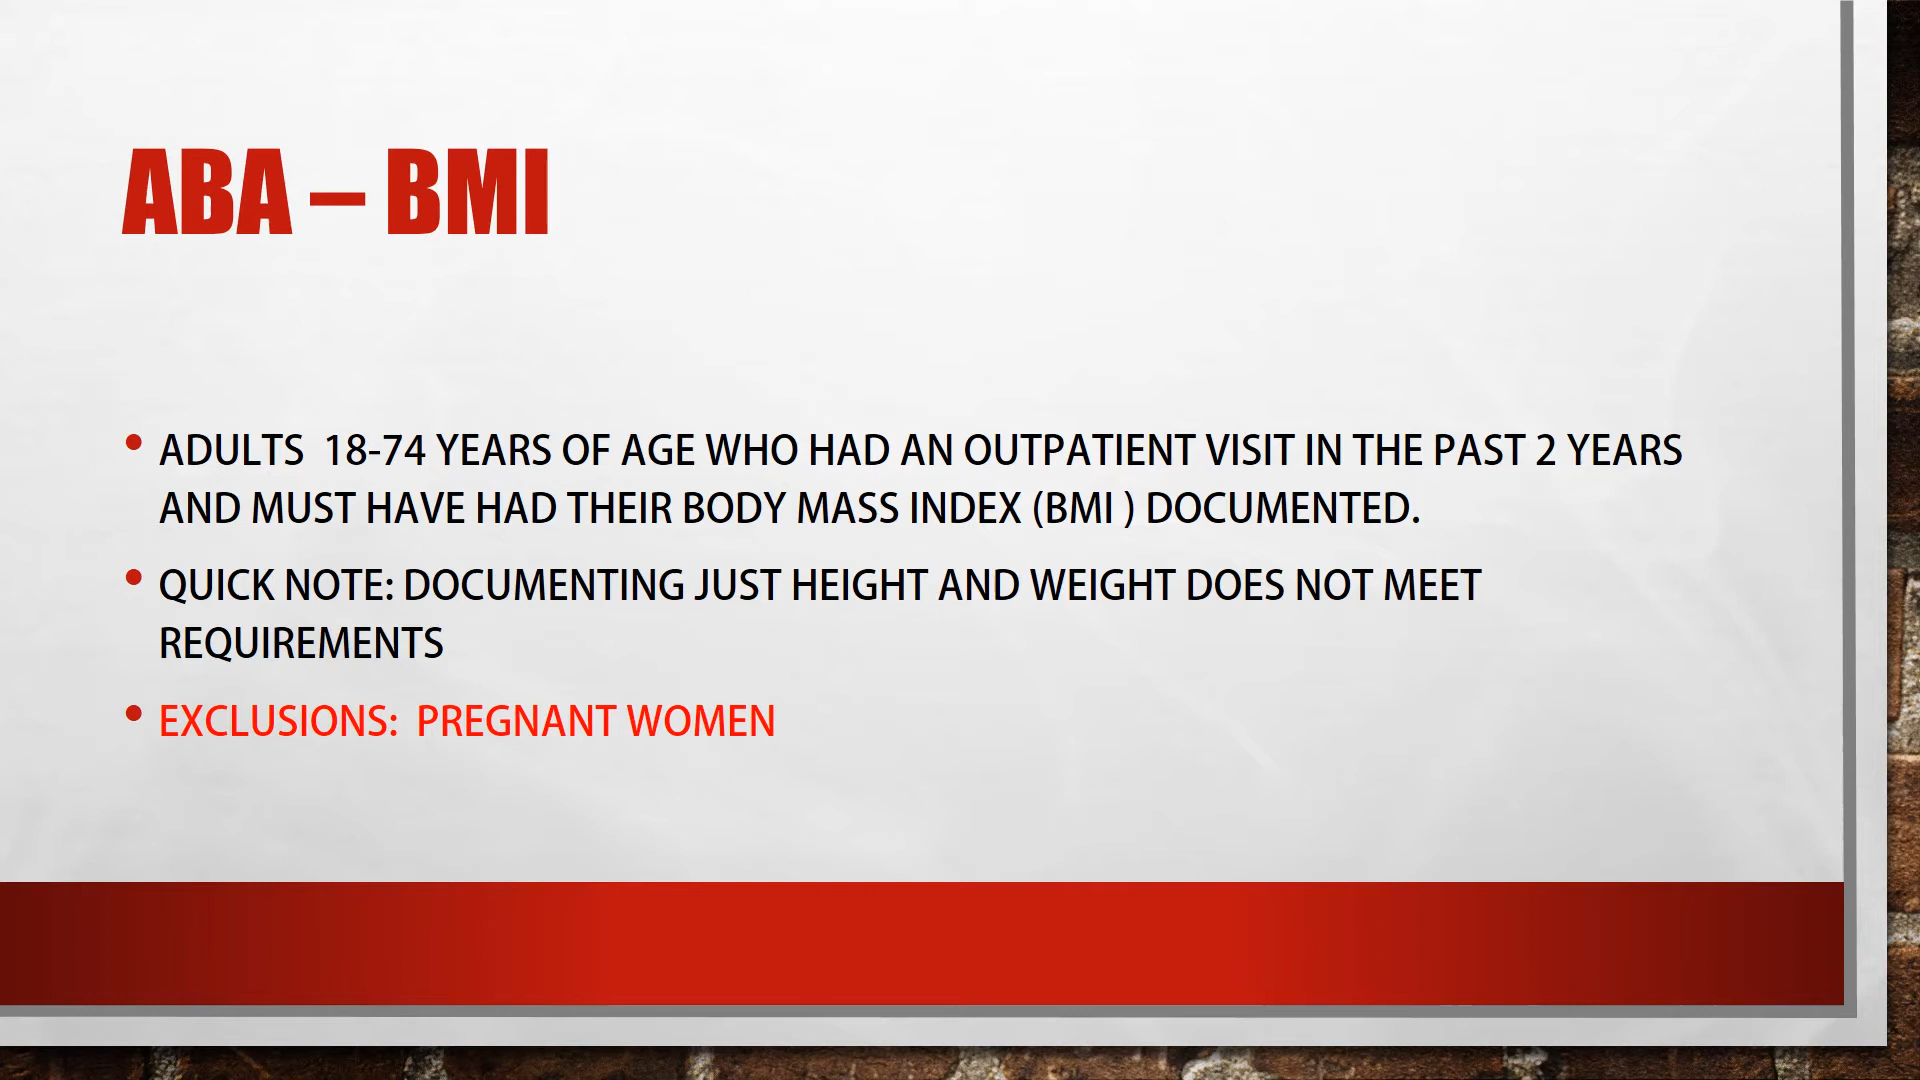 ABA – BMI
• ADULTS  18-74 YEARS OF AGE WHO HAD AN OUTPATIENT VISIT IN THE PAST 2 YEARS
AND MUST HAVE HAD THEIR BODY MASS INDEX (BMI ) DOCUMENTED.
• QUICK NOTE: DOCUMENTING JUST HEIGHT AND WEIGHT DOES NOT MEET
REQUIREMENTS
• EXCLUSIONS:  PREGNANT WOMEN